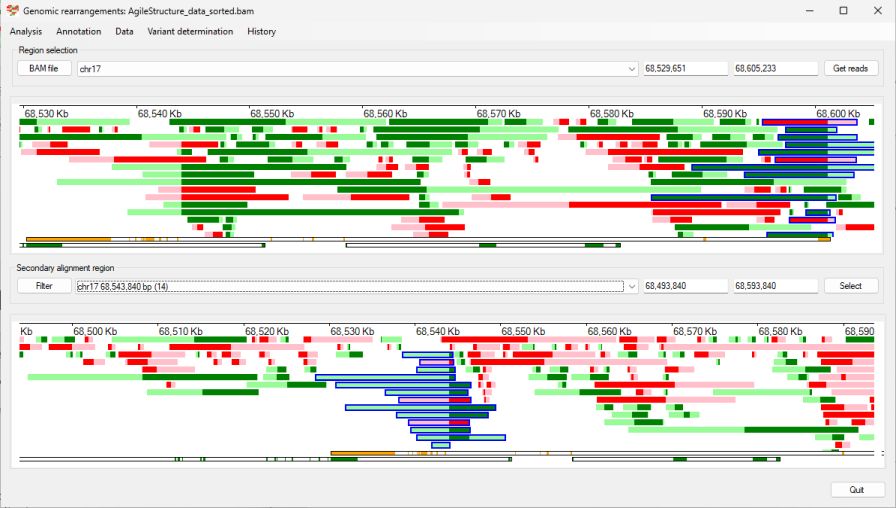 Genomic rearrangements: AgileStructure_data_sorted.bam
Analysis Annotation Data Variant determination History
Region selection
BAM file chr17 68,529,651 68,605,233 Get reads
68,530 Kb 68,540 Kb 68,550 Kb 68,560 Kb 68,570 Kb 68,580 Kb 68,590 Kb 68,600 Kb
Secondary alignment region
Filter chr17 68,543,840 bp (14) 68,493,840 68,593,840 Select
Kb 68,500 Kb 68,510 Kb 68,520 Kb 68,530 Kb 68,540 Kb 68,550 Kb 68,560 Kb 68,570 Kb 68,580 Kb 68,590
Quit